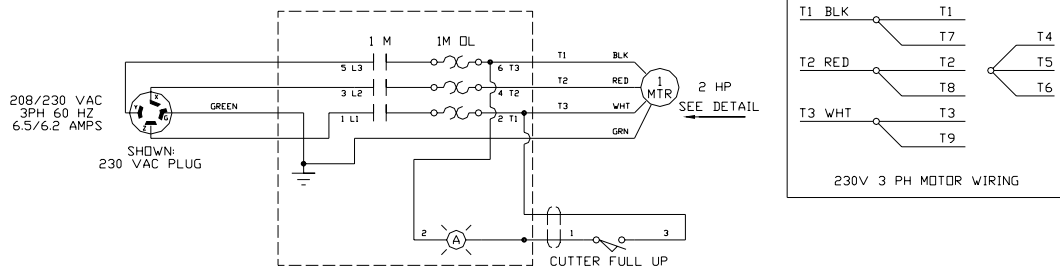 1 M 1M OL
5 L3 6 T3 T1 BLK
3 L2 4 T2 T2 RED
1 L1 2 T1 T3 WHT
GRN
1
MTR
2 HP
SEE DETAIL
208/230 VAC
3PH 60 HZ
6.5/6.2 AMPS
X
Y
G
Z
GREEN
SHOWN:
230 VAC PLUG
2 A 1 3
CUTTER FULL UP
T1 BLK T1
T7
T2 RED T2
T8
T3 WHT T3
T9
T4
T5
T6
230V 3 PH MOTOR WIRING